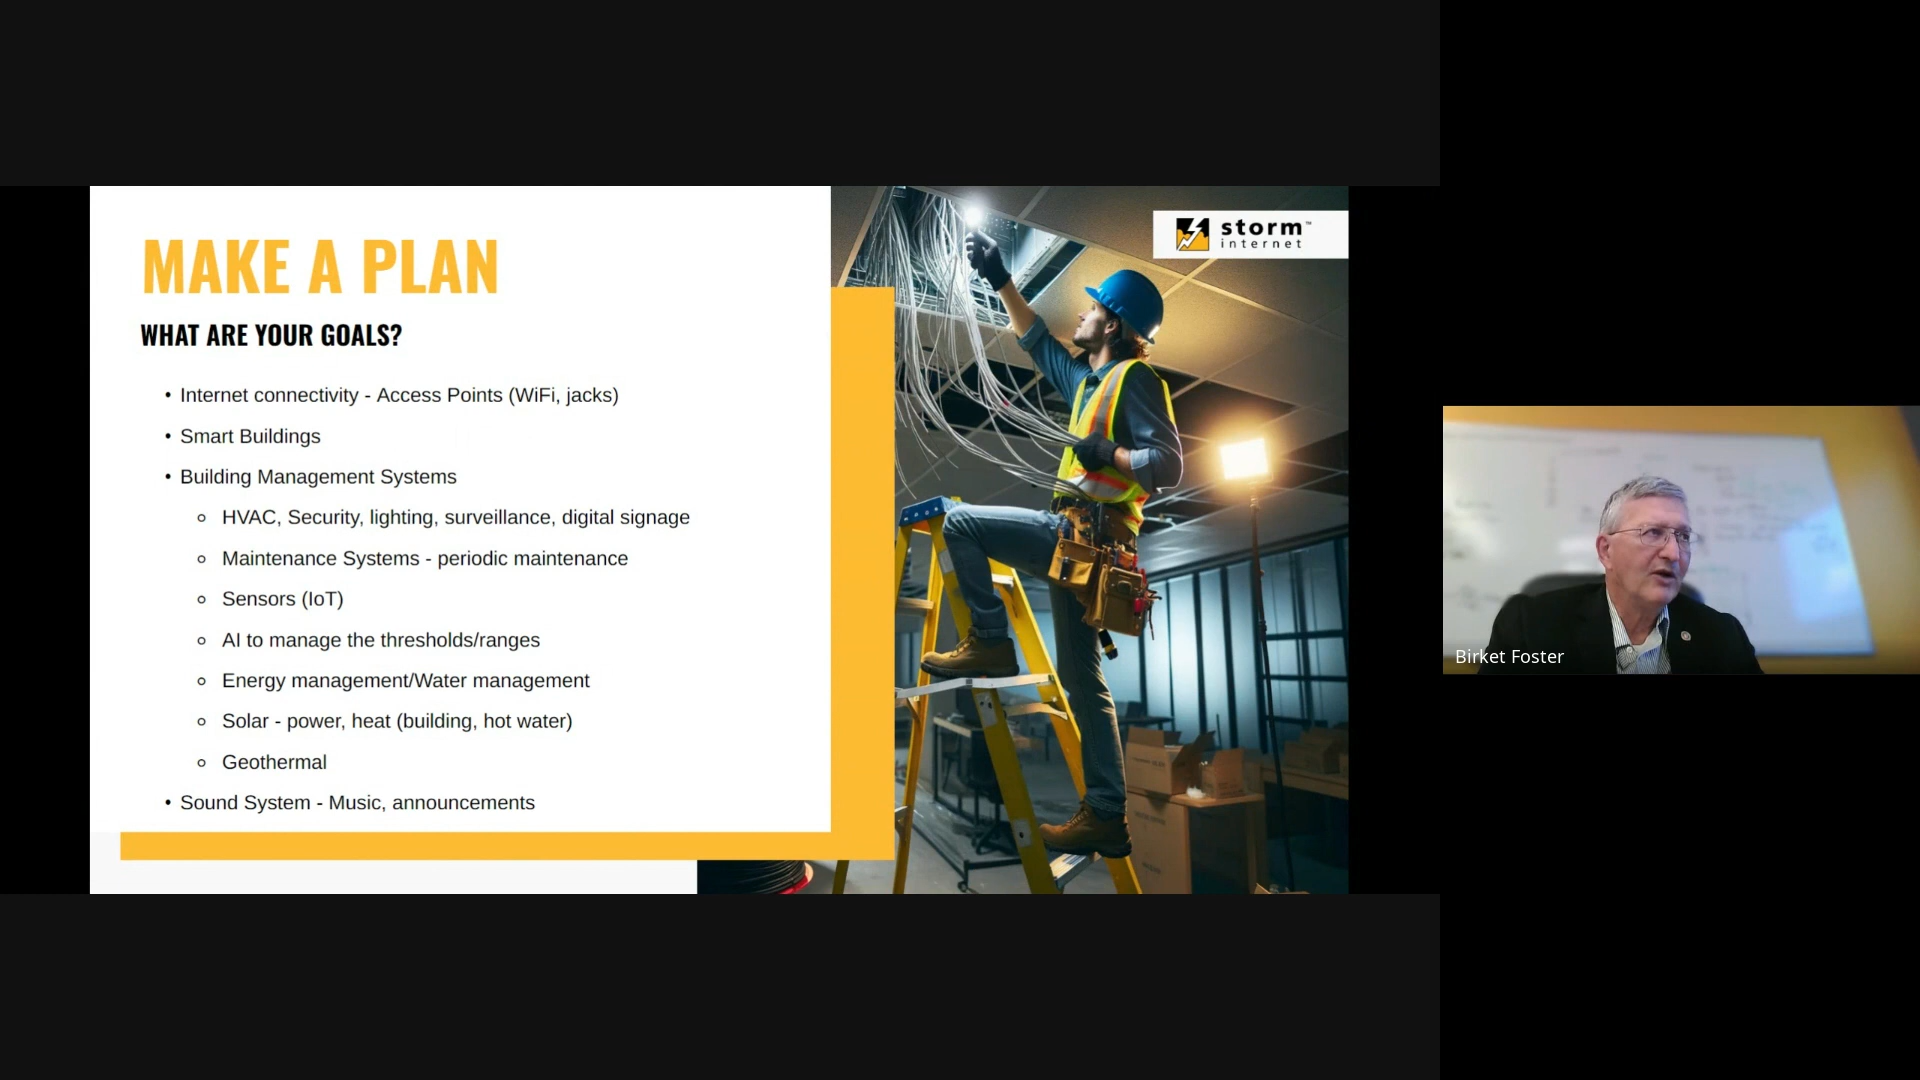 MAKE A PLAN
WHAT ARE YOUR GOALS?
• Internet connectivity - Access Points (WiFi, jacks)
• Smart Buildings
• Building Management Systems
○ HVAC, Security, lighting, surveillance, digital signage
○ Maintenance Systems - periodic maintenance
○ Sensors (IoT)
○ AI to manage the thresholds/ranges
○ Energy management/Water management
○ Solar - power, heat (building, hot water)
○ Geothermal
• Sound System - Music, announcements
storm™
internet
Birket Foster